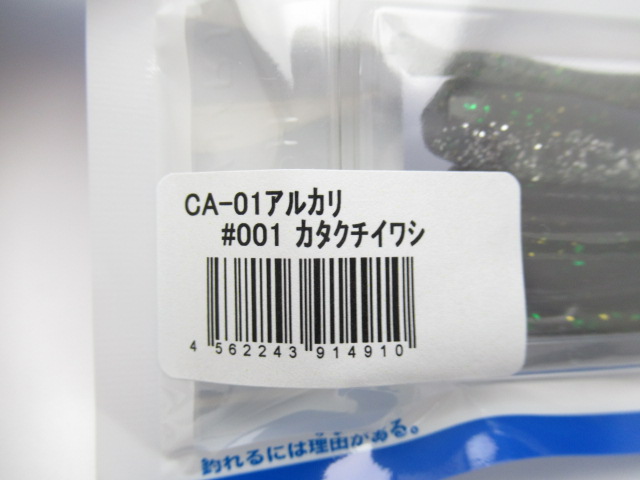 CA-01アルカリ
#001 カタクチイワシ
4 562243 914910
釣れるには理由がある。